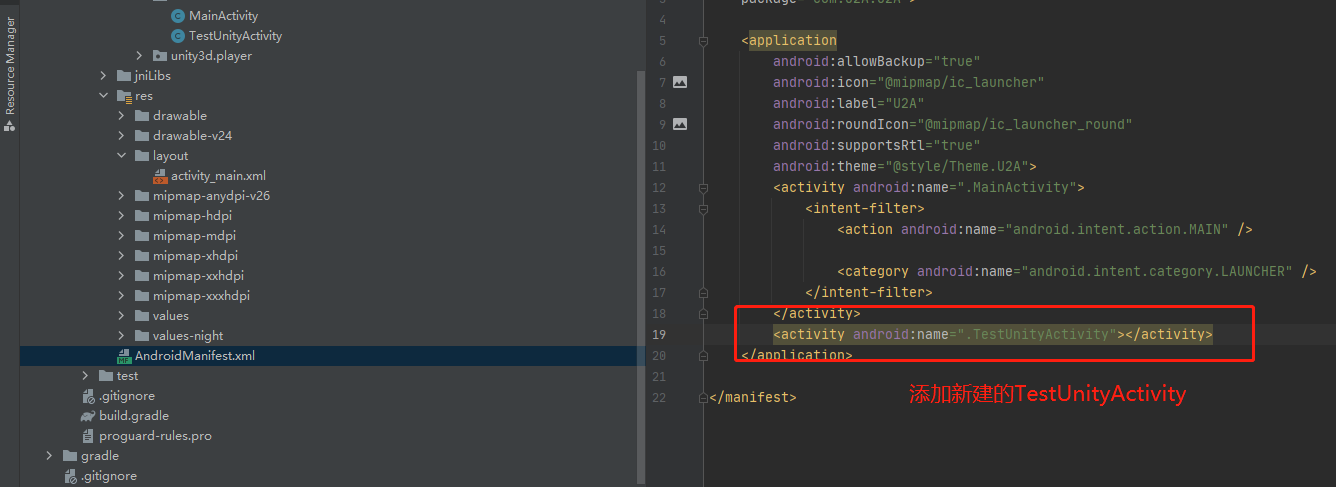 Resource Manager
MainActivity
TestUnityActivity
unity3d.player
jniLibs
res
drawable
drawable-v24
layout
activity_main.xml
mipmap-anydpi-v26
mipmap-hdpi
mipmap-mdpi
mipmap-xhdpi
mipmap-xxhdpi
mipmap-xxxhdpi
values
values-night
AndroidManifest.xml
test
.gitignore
build.gradle
proguard-rules.pro
gradle
.gitignore
4
5 <application
6 android:allowBackup="true"
7 android:icon="@mipmap/ic_launcher"
8 android:label="U2A"
9 android:roundIcon="@mipmap/ic_launcher_round"
10 android:supportsRtl="true"
11 android:theme="@style/Theme.U2A">
12 <activity android:name=".MainActivity">
13 <intent-filter>
14 <action android:name="android.intent.action.MAIN" />
15
16 <category android:name="android.intent.category.LAUNCHER" />
17 </intent-filter>
18 </activity>
19 <activity android:name=".TestUnityActivity"></activity>
20 </application>
21
22 </manifest>
添加新建的TestUnityActivity